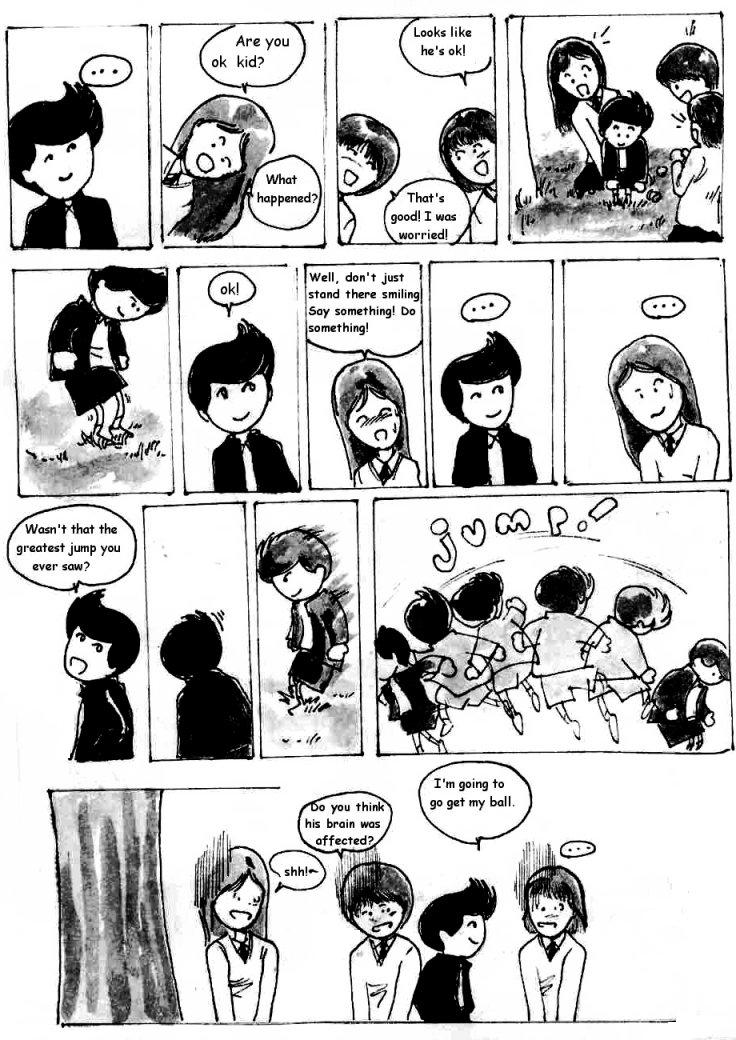 ...
Are you
ok kid?
What
happened?
Looks like
he's ok!
That's
good! I was
worried!
ok!
Well, don't just
stand there smiling
Say something! Do
something!
...
...
Wasn't that the
greatest jump you
ever saw?
jump!
shh!~
Do you think
his brain was
affected?
I'm going to
go get my ball.
...